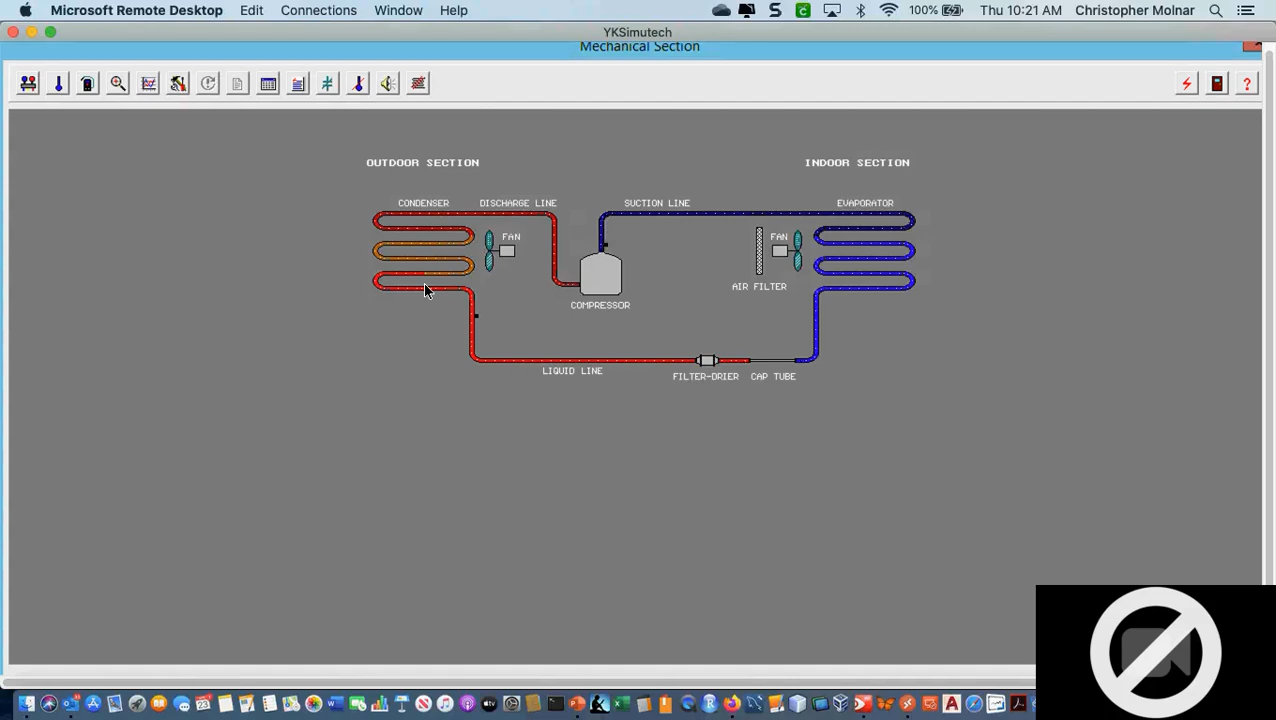 Microsoft Remote Desktop Edit Connections Window Help 100% Thu 10:21 AM Christopher Molnar
YKSimutech
Mechanical Section
?
OUTDOOR SECTION INDOOR SECTION
CONDENSER DISCHARGE LINE SUCTION LINE EVAPORATOR
FAN FAN
AIR FILTER
COMPRESSOR
LIQUID LINE FILTER-DRIER CAP TUBE